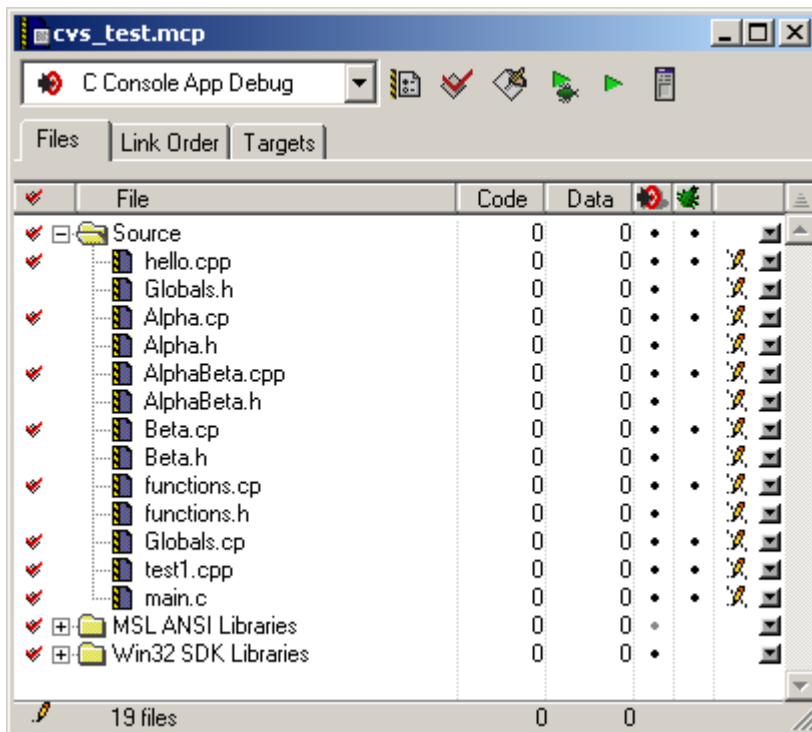 cvs_test.mcp
C Console App Debug
Files Link Order Targets
File Code Data
Source 0 0
hello.cpp 0 0
Globals.h 0 0
Alpha.cp 0 0
Alpha.h 0 0
AlphaBeta.cpp 0 0
AlphaBeta.h 0 0
Beta.cp 0 0
Beta.h 0 0
functions.cp 0 0
functions.h 0 0
Globals.cp 0 0
test1.cpp 0 0
main.c 0 0
MSL ANSI Libraries 0 0
Win32 SDK Libraries 0 0
19 files 0 0